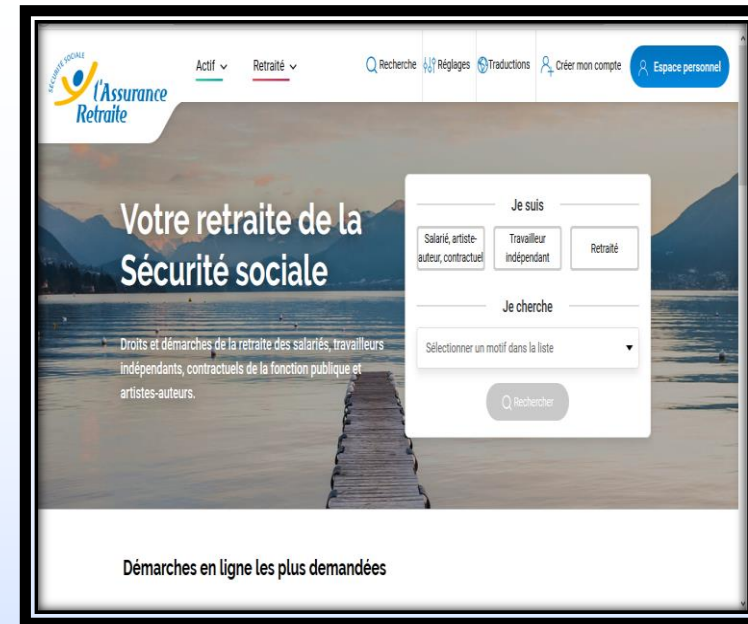 SÉCURITÉ SOCIALE
l'Assurance
Retraite
Actif
Retraité
Recherche
Réglages
Traductions
Créer mon compte
Espace personnel
Votre retraite de la
Sécurité sociale
Droits et démarches de la retraite des salariés, travailleurs
indépendants, contractuels de la fonction publique et
artistes-auteurs.
Je suis
Salarié, artiste-
auteur, contractuel
Travailleur
indépendant
Retraité
Je cherche
Sélectionner un motif dans la liste
Rechercher
Démarches en ligne les plus demandées